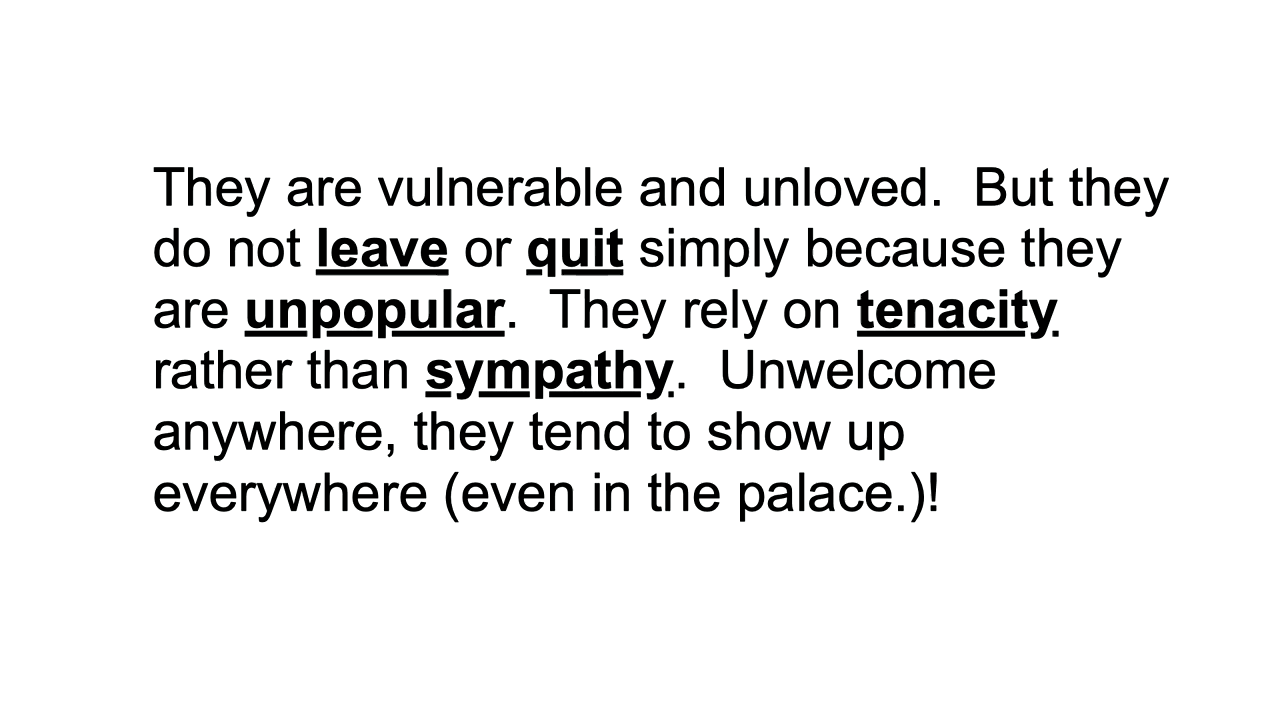 They are vulnerable and unloved.  But they
do not leave or quit simply because they
are unpopular.  They rely on tenacity
rather than sympathy.  Unwelcome
anywhere, they tend to show up
everywhere (even in the palace.)!